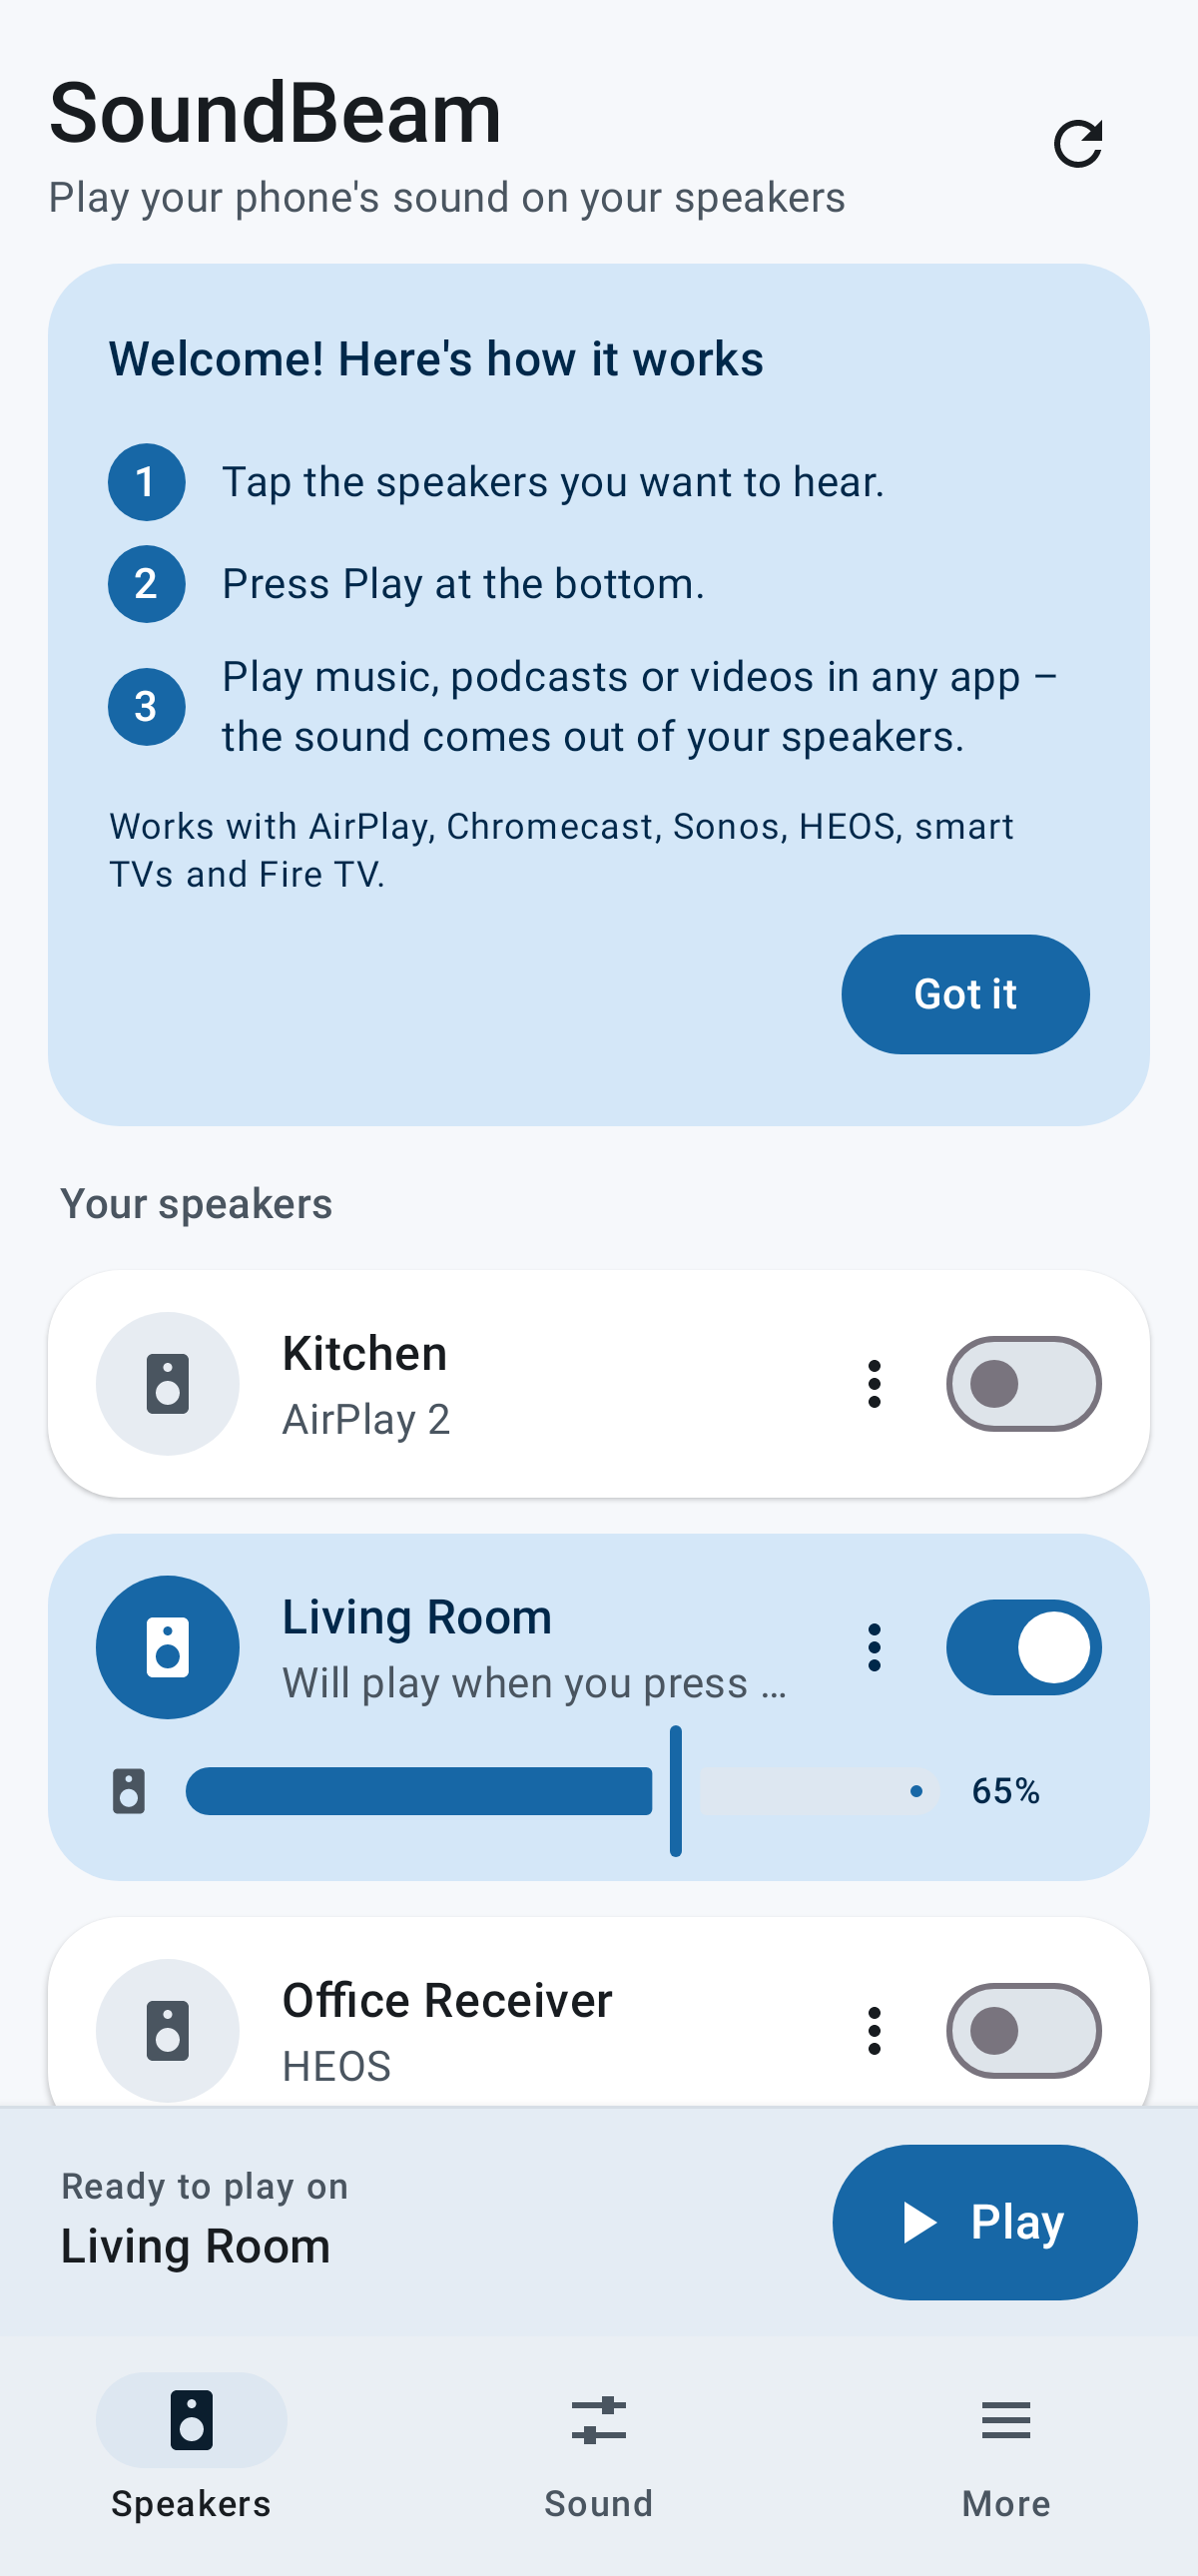 SoundBeam
Play your phone's sound on your speakers
Welcome! Here's how it works
1 Tap the speakers you want to hear.
2 Press Play at the bottom.
3 Play music, podcasts or videos in any app –
the sound comes out of your speakers.
Works with AirPlay, Chromecast, Sonos, HEOS, smart
TVs and Fire TV.
Got it
Your speakers
Kitchen
AirPlay 2
Living Room
Will play when you press ...
65%
Office Receiver
HEOS
Ready to play on
Living Room
Play
Speakers
Sound
More